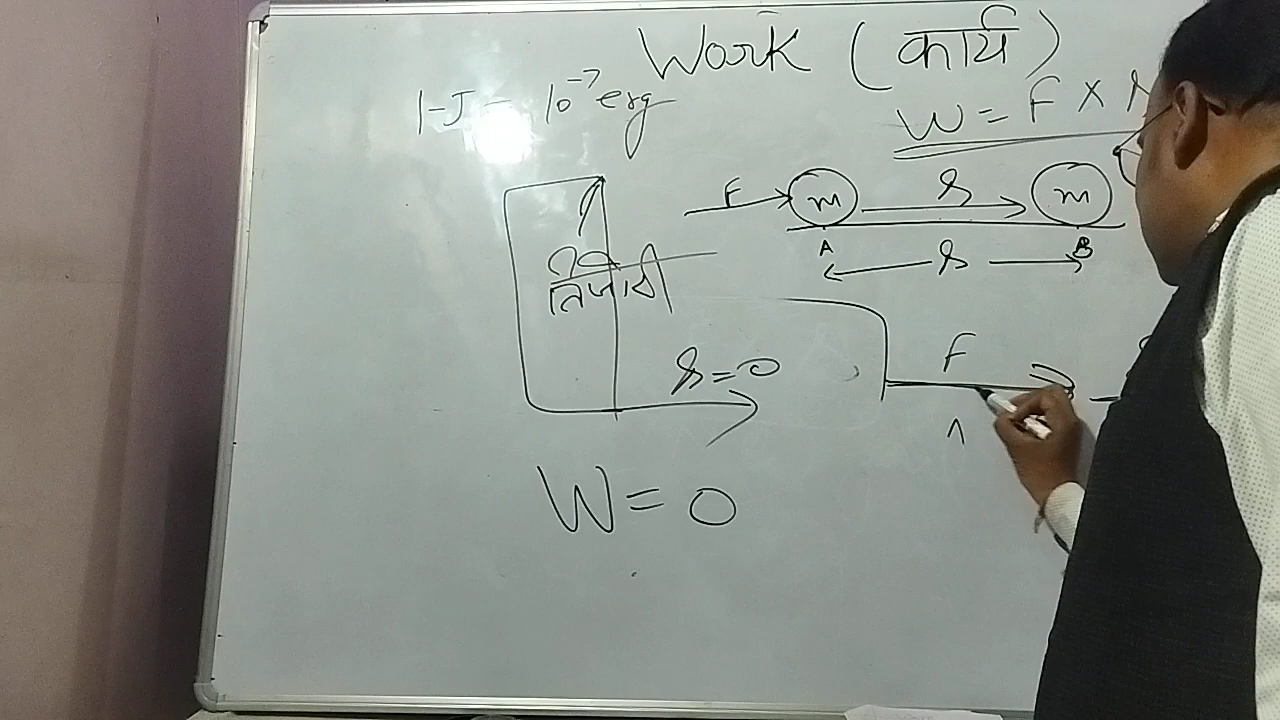 Work (कार्य)
1 J = 10⁻⁷ erg
W = F X
F m s m
A s B
तिजोरी
F
s = 0
W = 0